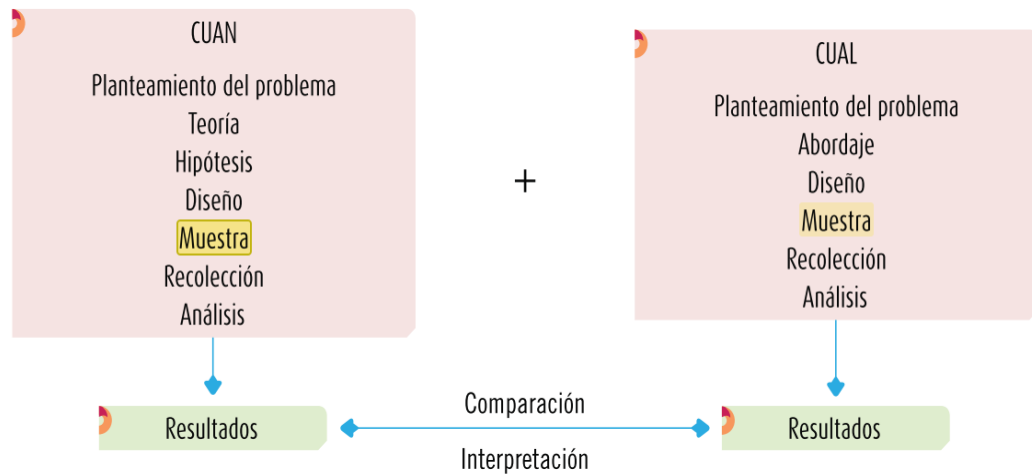 CUAN
Planteamiento del problema
Teoría
Hipótesis
Diseño
Muestra
Recolección
Análisis
+
CUAL
Planteamiento del problema
Abordaje
Diseño
Muestra
Recolección
Análisis
Resultados
Comparación
Interpretación
Resultados